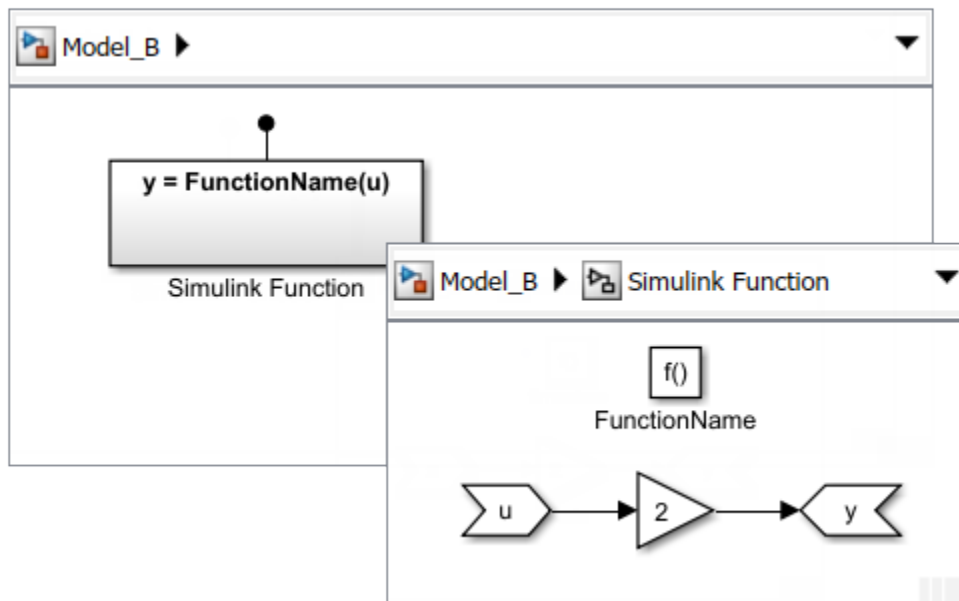 Model_B
y = FunctionName(u)
Simulink Function
Model_B Simulink Function
f()
FunctionName
u 2 y